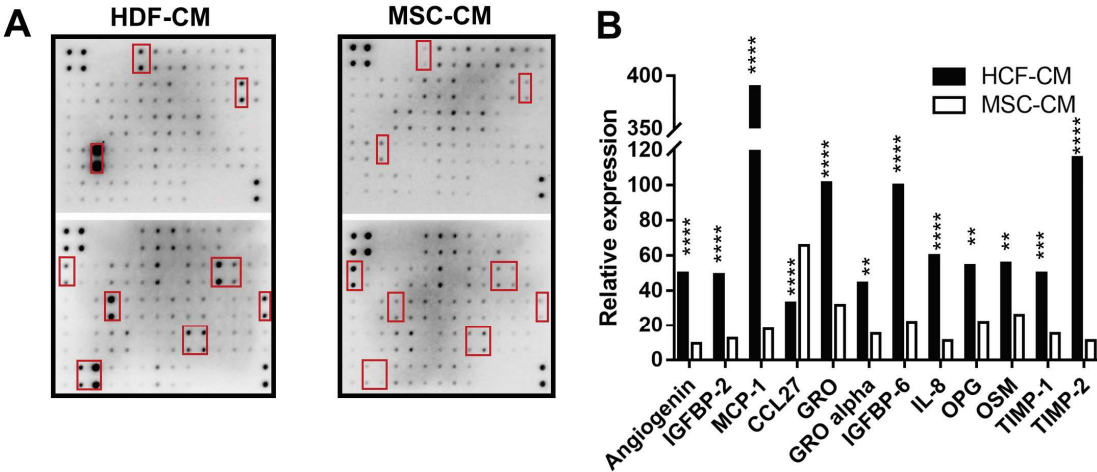 A
HDF-CM
MSC-CM
B
Relative expression
400
350
120
100
80
60
40
20
0
****
****
****
****
****
**
****
****
**
**
***
****
HCF-CM
MSC-CM
Angiogenin
IGFBP-2
MCP-1
CCL27
GRO
GRO alpha
IGFBP-6
IL-8
OPG
OSM
TIMP-1
TIMP-2